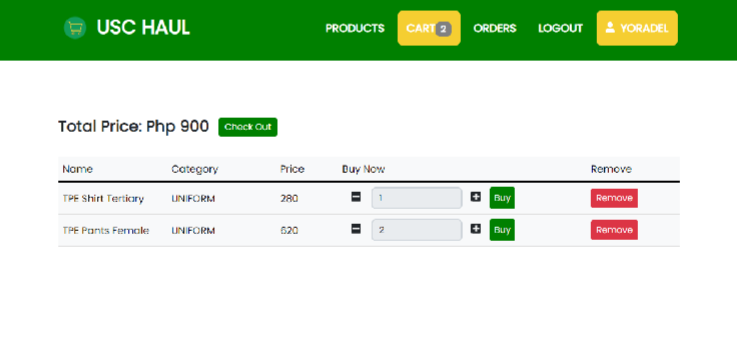 USC HAUL PRODUCTS CART 2 ORDERS LOGOUT YORADEL
Total Price: Php 900 Check Out
Name Category Price Buy Now Remove
TPE Shirt Tertiary UNIFORM 280 1 Buy Remove
TPE Pants Female UNIFORM 620 2 Buy Remove